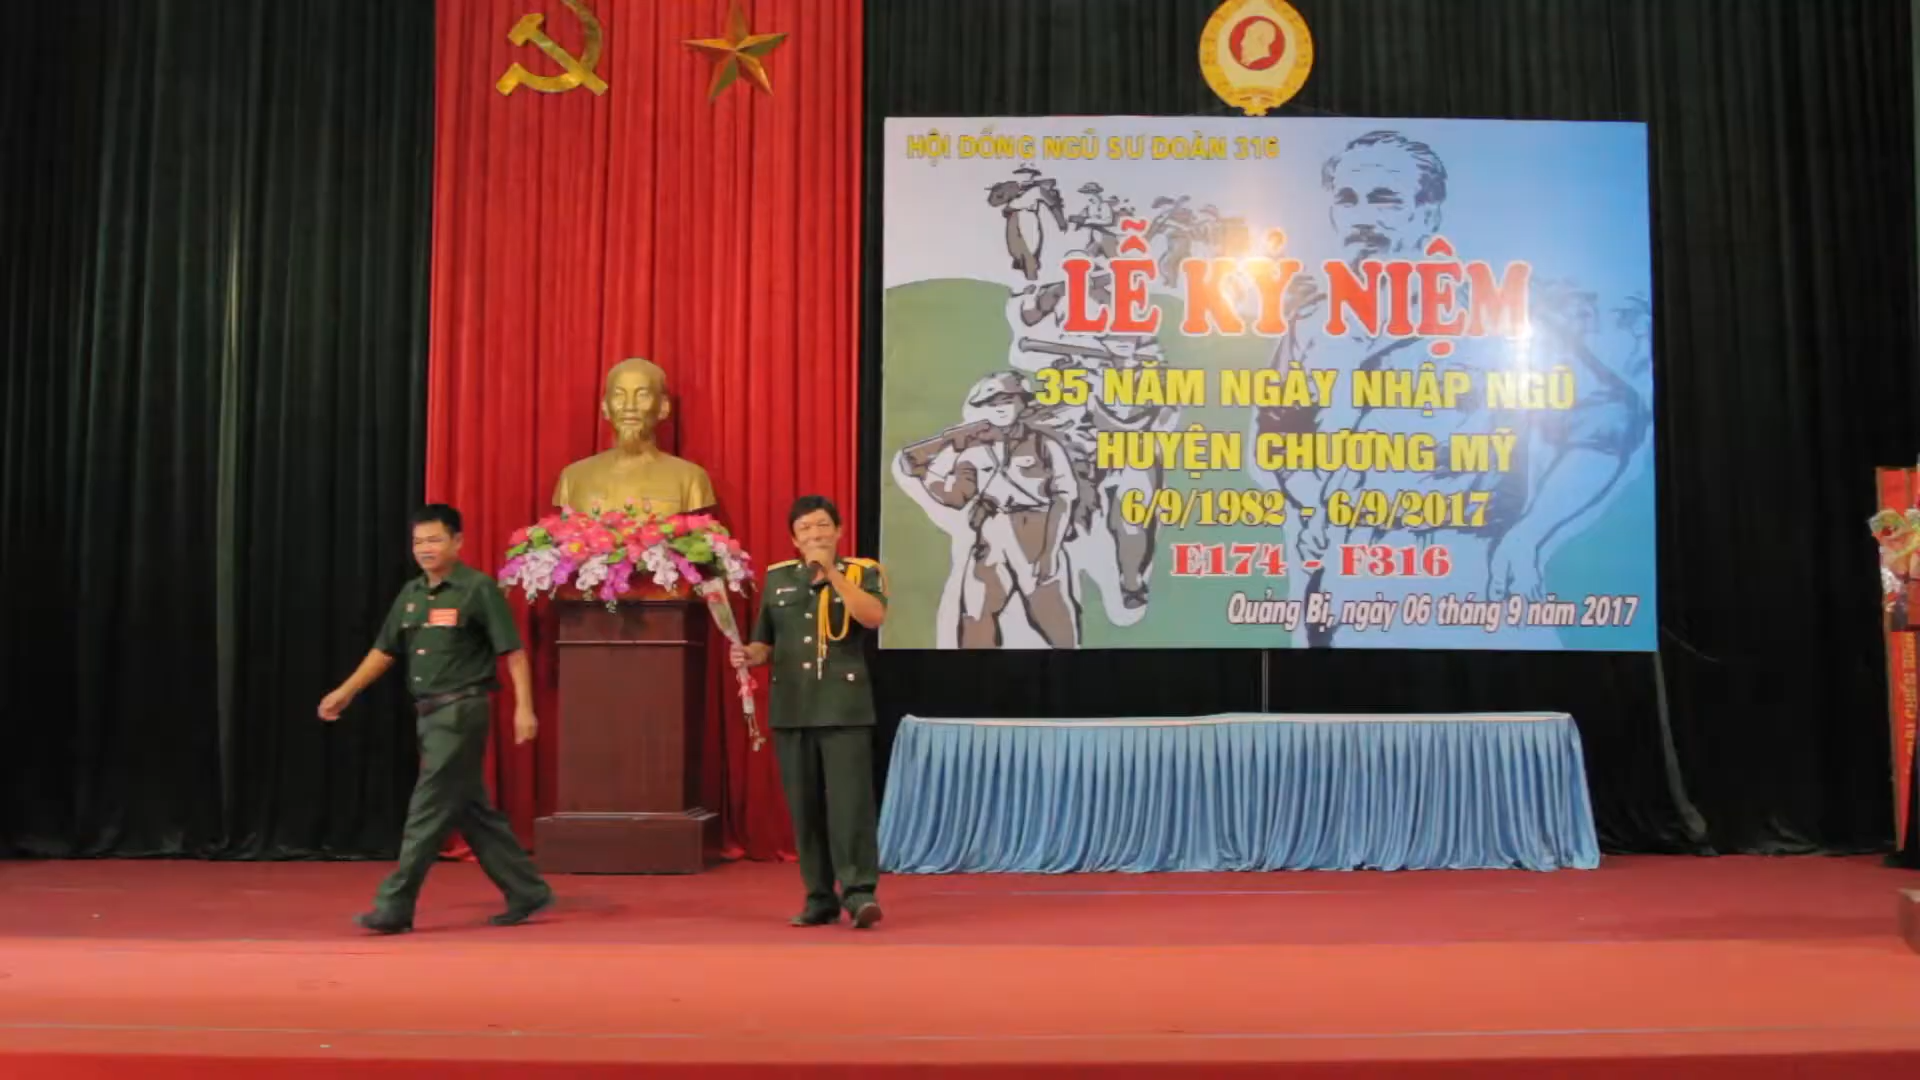 HỘI ĐỒNG NGŨ SƯ ĐOÀN 316
LỄ KỶ NIỆM
35 NĂM NGÀY NHẬP NGŨ
HUYỆN CHƯƠNG MỸ
6/9/1982 - 6/9/2017
E174 - F316
Quảng Bị, ngày 06 tháng 9 năm 2017